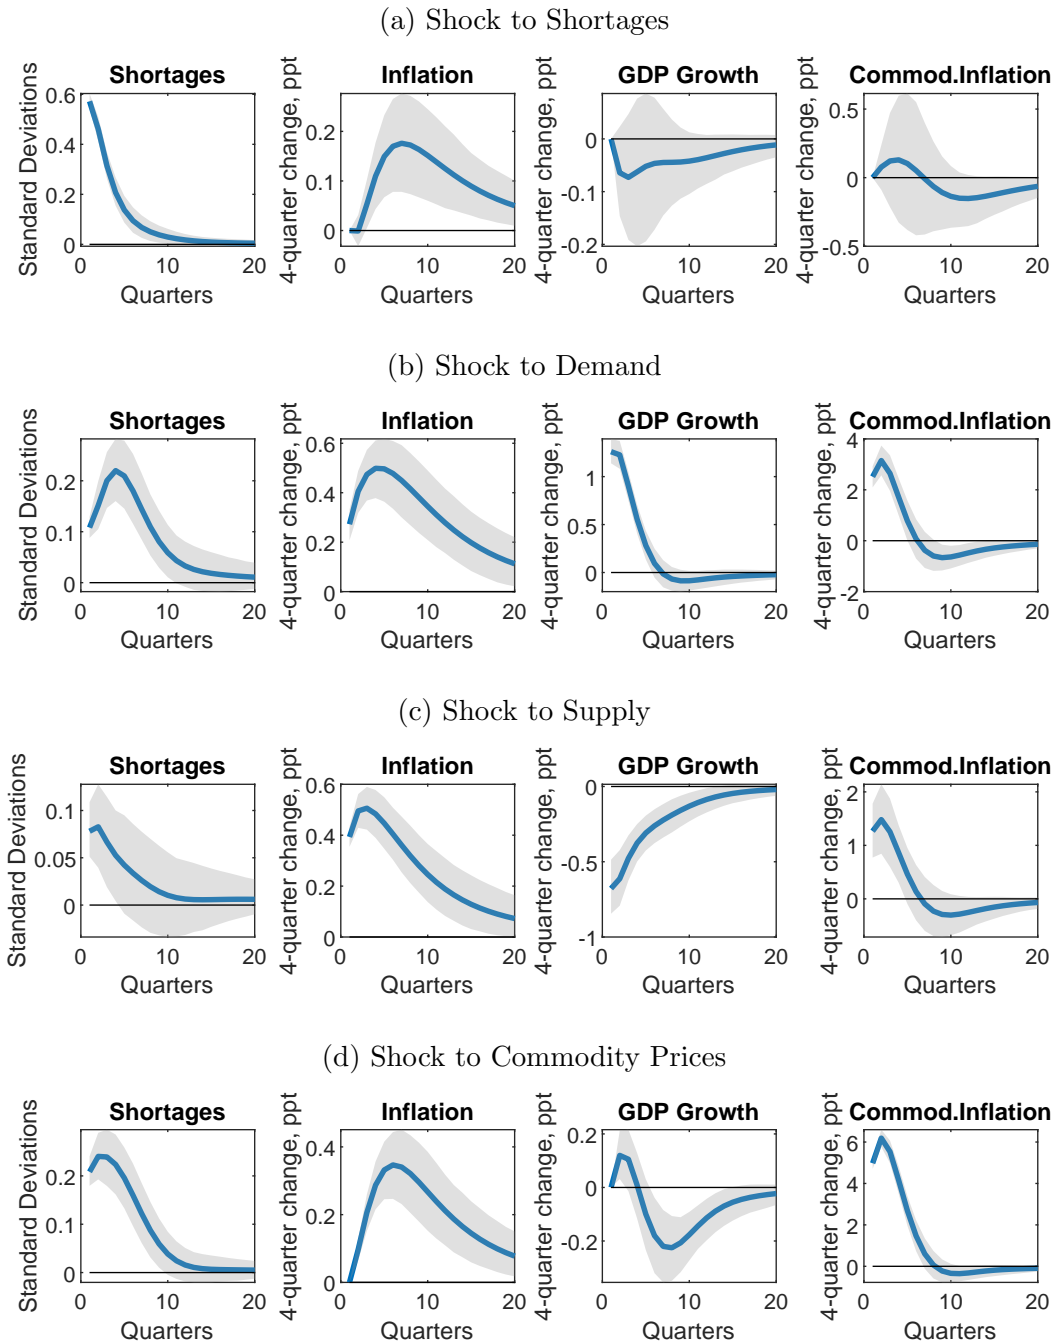 (a) Shock to Shortages
Shortages Inflation GDP Growth Commod.Inflation
Standard Deviations
0.6
0.4
0.2
0
0 10 20
Quarters
4-quarter change, ppt
0.2
0.1
0
0 10 20
Quarters
4-quarter change, ppt
0
-0.1
-0.2
0 10 20
Quarters
4-quarter change, ppt
0.5
0
-0.5
0 10 20
Quarters
(b) Shock to Demand
Shortages Inflation GDP Growth Commod.Inflation
Standard Deviations
0.2
0.1
0
0 10 20
Quarters
4-quarter change, ppt
0.6
0.4
0.2
0
0 10 20
Quarters
4-quarter change, ppt
1
0.5
0
0 10 20
Quarters
4-quarter change, ppt
4
2
0
-2
0 10 20
Quarters
(c) Shock to Supply
Shortages Inflation GDP Growth Commod.Inflation
Standard Deviations
0.1
0.05
0
0 10 20
Quarters
4-quarter change, ppt
0.6
0.4
0.2
0
0 10 20
Quarters
4-quarter change, ppt
0
-0.5
-1
0 10 20
Quarters
4-quarter change, ppt
2
1
0
0 10 20
Quarters
(d) Shock to Commodity Prices
Shortages Inflation GDP Growth Commod.Inflation
Standard Deviations
0.2
0.1
0
0 10 20
Quarters
4-quarter change, ppt
0.4
0.2
0
0 10 20
Quarters
4-quarter change, ppt
0.2
0
-0.2
0 10 20
Quarters
4-quarter change, ppt
6
4
2
0
0 10 20
Quarters